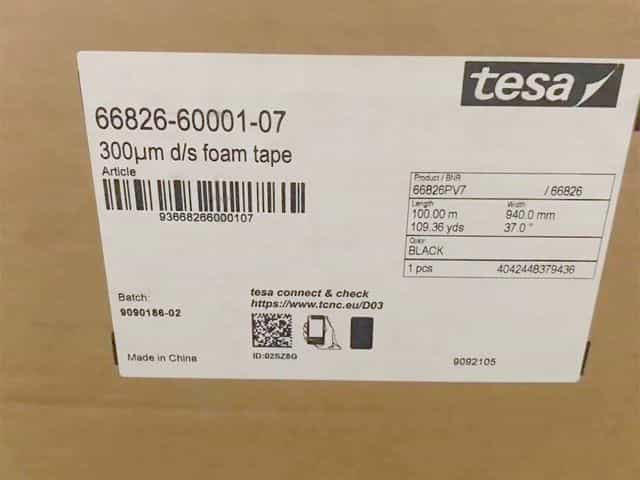 tesa
66826-60001-07
300µm d/s foam tape
Article
93668266000107
Product / BNR
66826PV7 / 66826
Length Width
100.00 m 940.0 mm
109.36 yds 37.0 "
Color
BLACK
1 pcs 4042448379436
Batch:
9090186-02
tesa connect & check
https://www.tcnc.eu/D03
ID:02SZ8G
Made in China
9092105